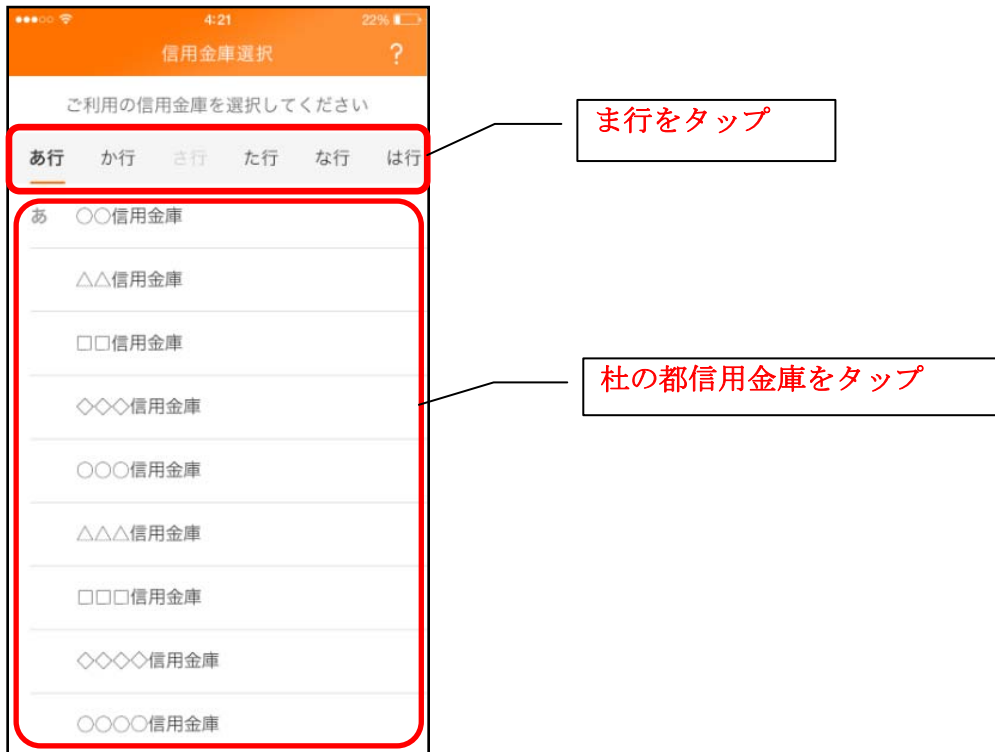 4:21
22%
信用金庫選択
?
ご利用の信用金庫を選択してください
あ行 か行 さ行 た行 な行 は行
ま行をタップ
あ ○○信用金庫
△△信用金庫
□□信用金庫
◇◇◇信用金庫
杜の都信用金庫をタップ
○○○信用金庫
△△△信用金庫
□□□信用金庫
◇◇◇◇信用金庫
○○○○信用金庫